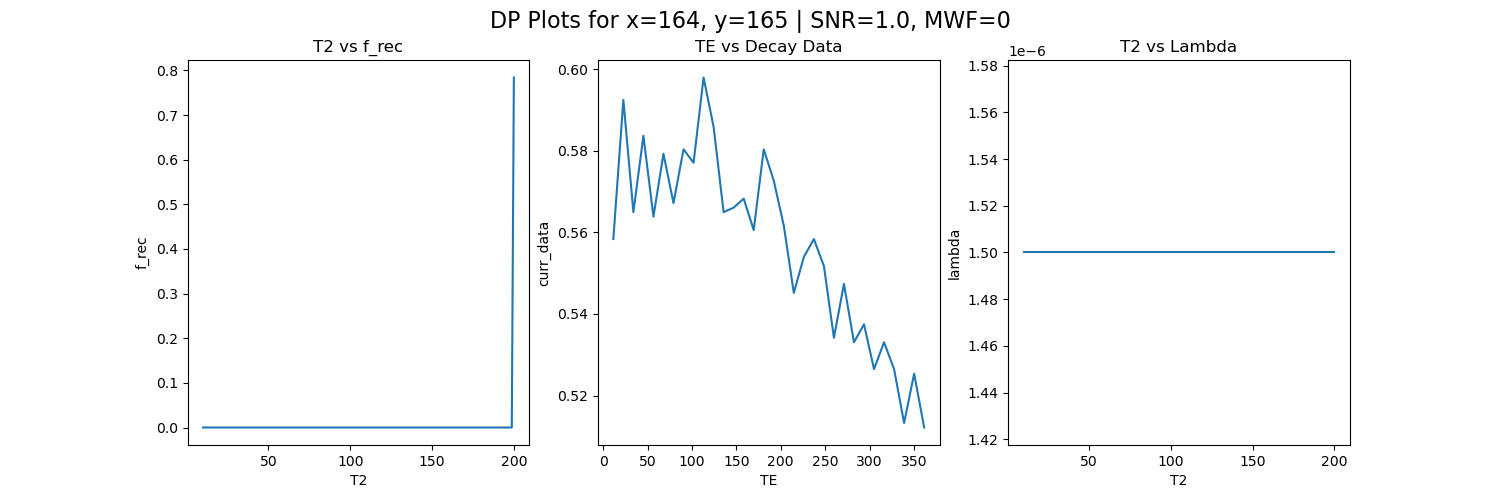 DP Plots for x=164, y=165 | SNR=1.0, MWF=0
T2 vs f_rec
0.8
0.7
0.6
0.5
0.4
0.3
0.2
0.1
0.0
f_rec
50 100 150 200
T2
TE vs Decay Data
0.60
0.58
0.56
0.54
0.52
curr_data
0 50 100 150 200 250 300 350
TE
T2 vs Lambda
1e−6
1.58
1.56
1.54
1.52
1.50
1.48
1.46
1.44
1.42
lambda
50 100 150 200
T2